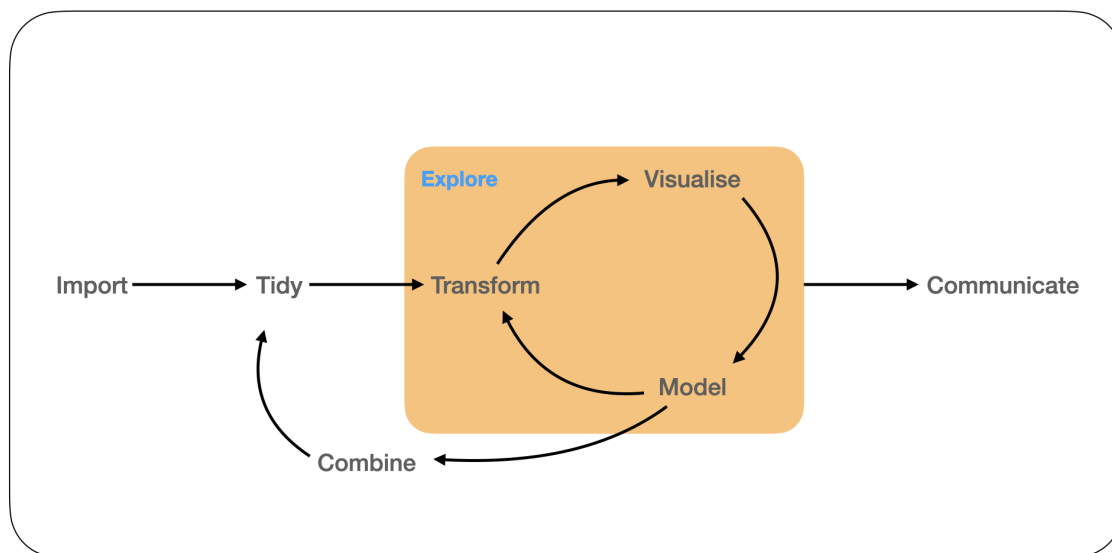 Explore
Visualise
Import
Tidy
Transform
Communicate
Model
Combine